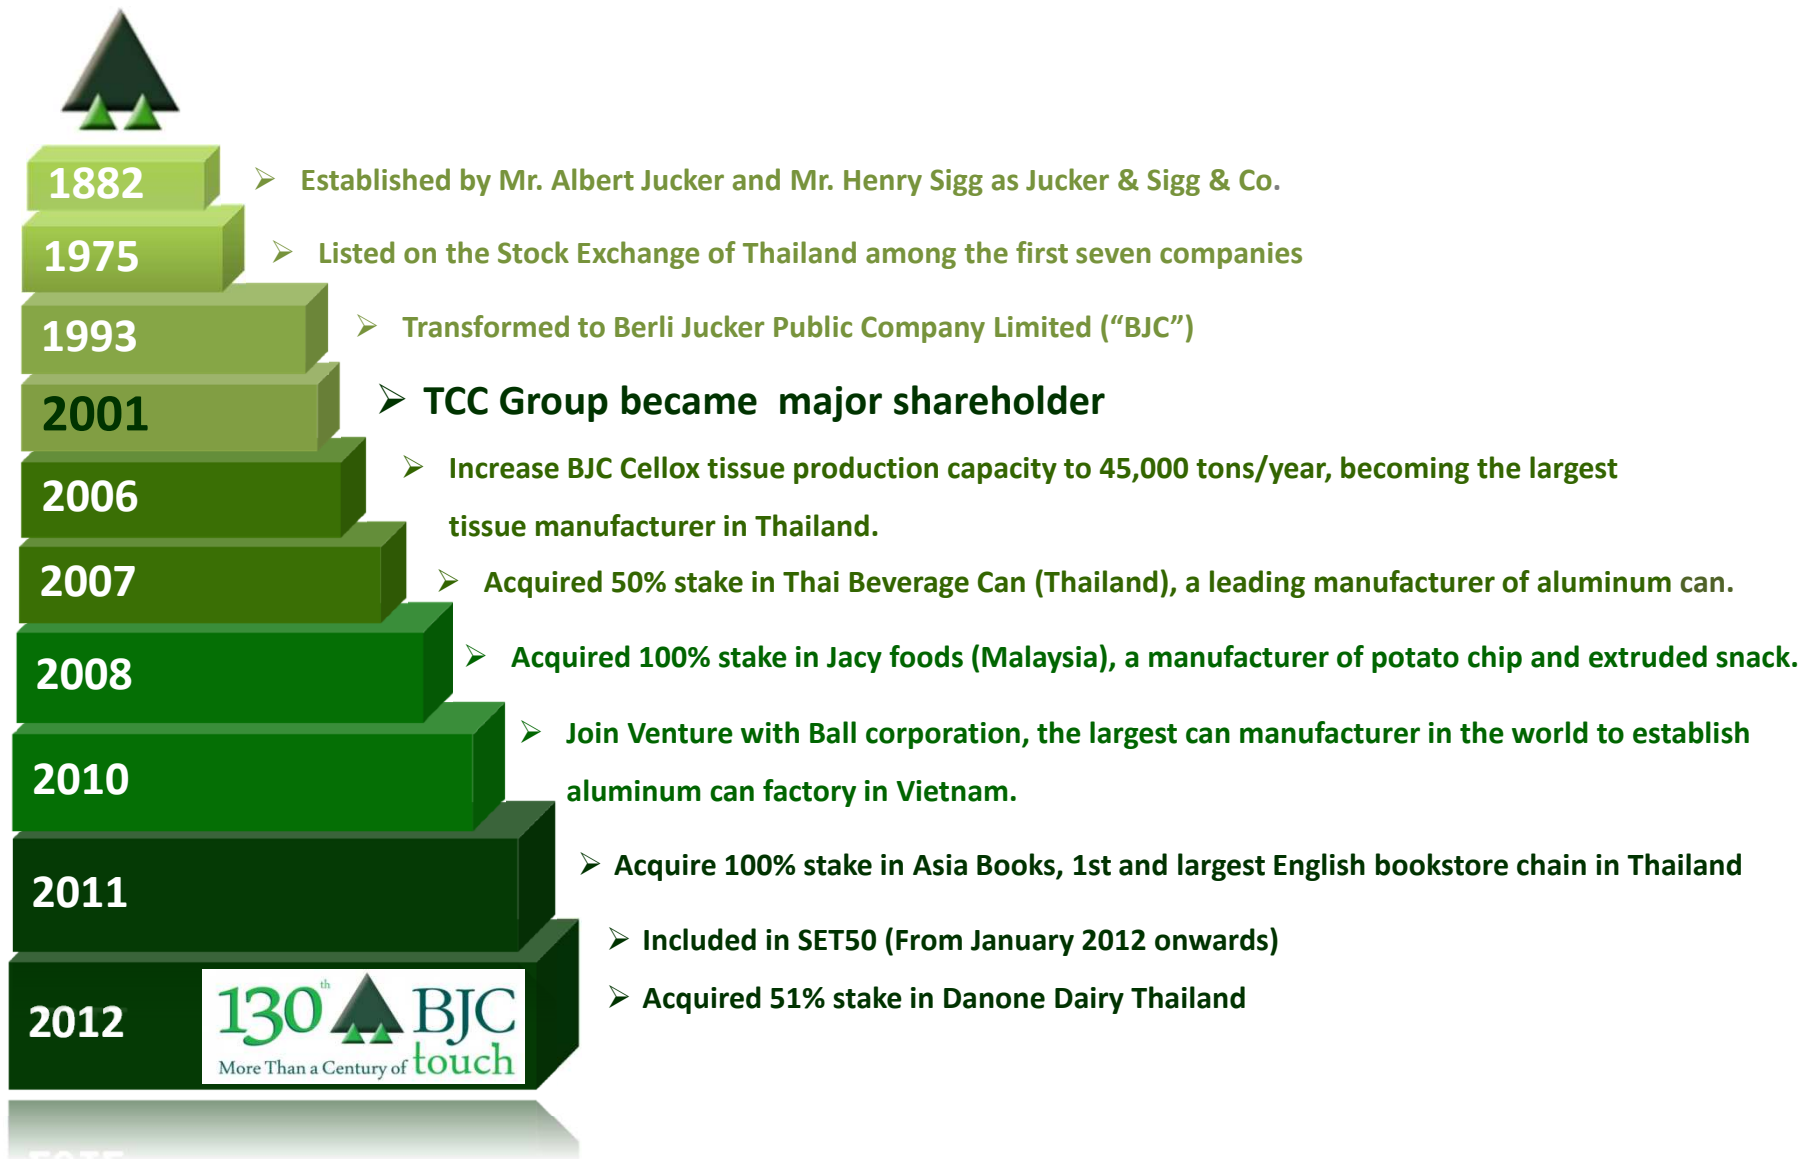 1882
➢ Established by Mr. Albert Jucker and Mr. Henry Sigg as Jucker & Sigg & Co.
1975
➢ Listed on the Stock Exchange of Thailand among the first seven companies
1993
➢ Transformed to Berli Jucker Public Company Limited (“BJC”)
2001
➢ TCC Group became major shareholder
2006
➢ Increase BJC Cellox tissue production capacity to 45,000 tons/year, becoming the largest
tissue manufacturer in Thailand.
2007
➢ Acquired 50% stake in Thai Beverage Can (Thailand), a leading manufacturer of aluminum can.
2008
➢ Acquired 100% stake in Jacy foods (Malaysia), a manufacturer of potato chip and extruded snack.
2010
➢ Join Venture with Ball corporation, the largest can manufacturer in the world to establish
aluminum can factory in Vietnam.
2011
➢ Acquire 100% stake in Asia Books, 1st and largest English bookstore chain in Thailand
2012
➢ Included in SET50 (From January 2012 onwards)
➢ Acquired 51% stake in Danone Dairy Thailand
130th BJC
More Than a Century of touch